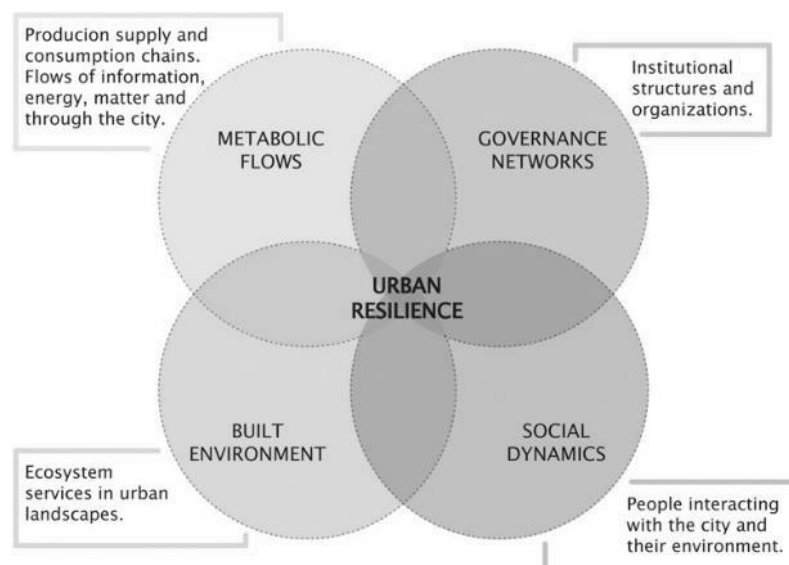 Producion supply and
consumption chains.
Flows of information,
energy, matter and
through the city.
METABOLIC
FLOWS
GOVERNANCE
NETWORKS
Institutional
structures and
organizations.
URBAN
RESILIENCE
BUILT
ENVIRONMENT
SOCIAL
DYNAMICS
Ecosystem
services in urban
landscapes.
People interacting
with the city and
their environment.